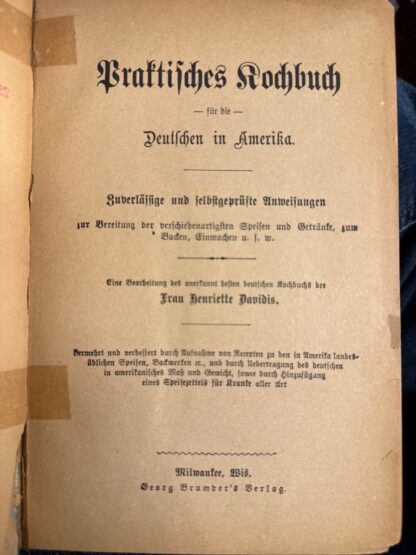 Praktisches Kochbuch
— für die —
Deutschen in Amerika.
Zuverlässige und selbstgeprüfte Anweisungen
zur Bereitung der verschiedenartigsten Speisen und Getränke, zum
Backen, Einmachen u. s. w.
Eine Bearbeitung des anerkannt besten deutschen Kochbuchs der
Frau Henriette Davidis.
Vermehrt und verbessert durch Aufnahme von Recepten zu den in Amerika landes-
üblichen Speisen, Backwerken ꝛc., und durch Uebertragung des deutschen
in amerikanisches Maß und Gewicht, sowie durch Hinzufügung
eines Speisezettels für Kranke aller Art
Milwaukee, Wis.
Georg Brumder's Verlag.